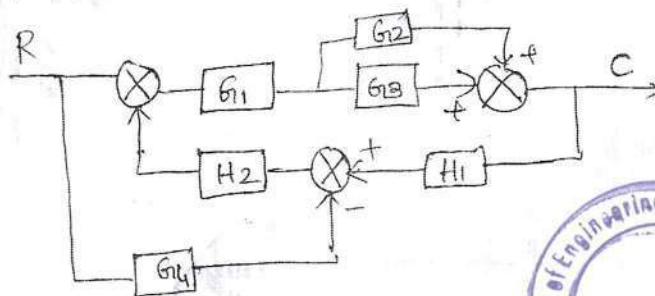 G2
+
R
C
G1
G3
+
H2
+
H1
-
G4
of Engineering